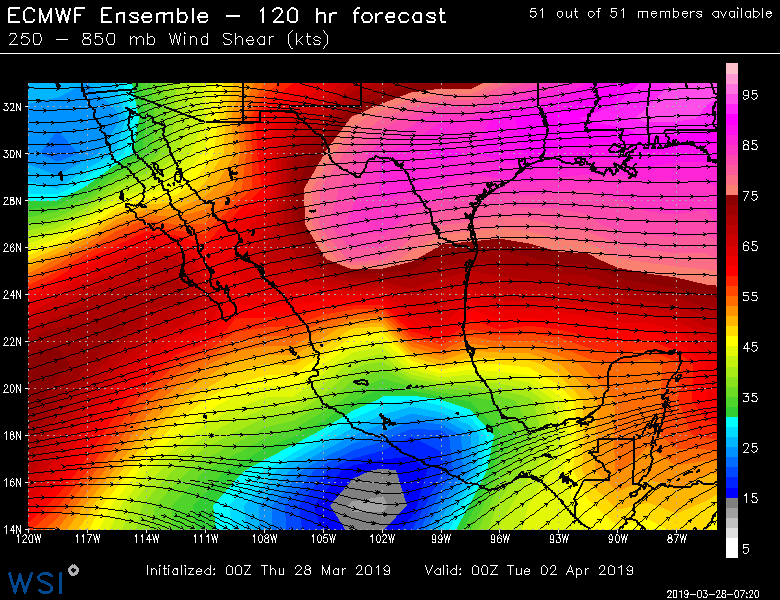 ECMWF Ensemble – 120 hr forecast
51 out of 51 members available
250 – 850 mb Wind Shear (kts)
32N
30N
28N
26N
24N
22N
20N
18N
16N
14N
120W 117W 114W 111W 108W 105W 102W 99W 96W 93W 90W 87W
95
85
75
65
55
45
35
25
15
5
Initialized: 00Z Thu 28 Mar 2019 Valid: 00Z Tue 02 Apr 2019
WSI
2019-03-28-07:20